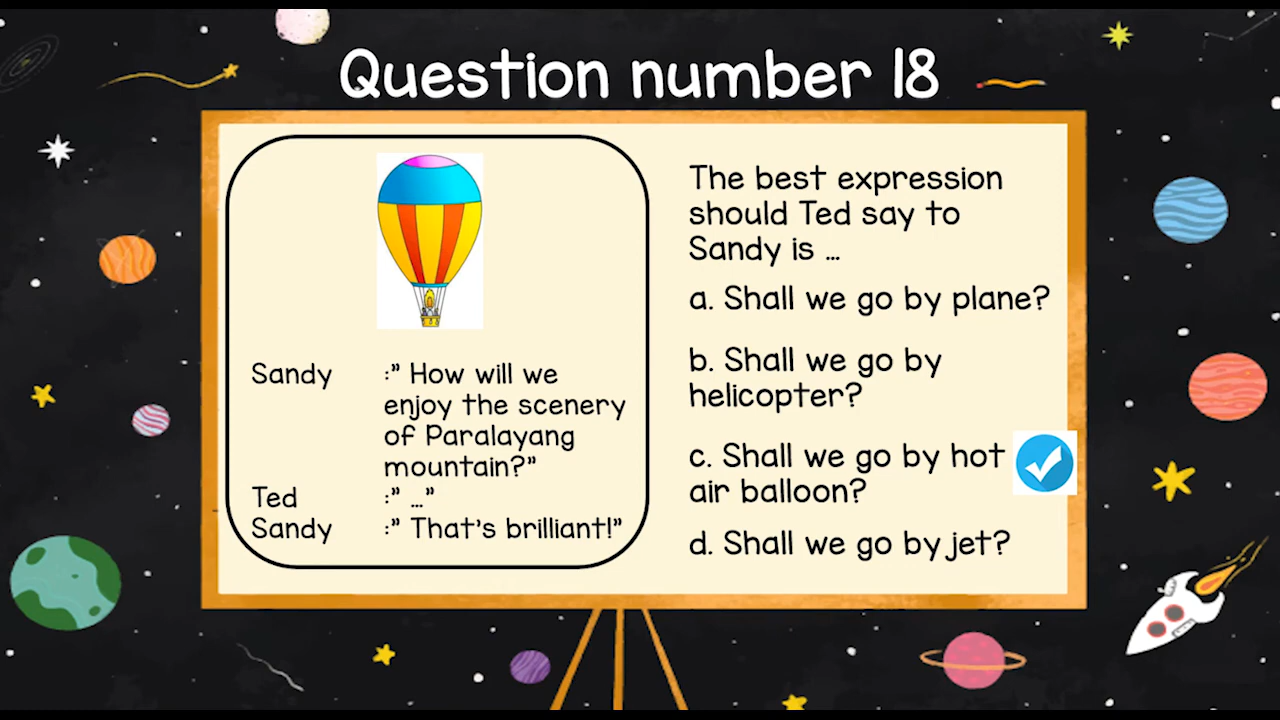 Question number 18
Sandy :” How will we
enjoy the scenery
of Paralayang
mountain?”
Ted :” ...”
Sandy :” That's brilliant!”
The best expression
should Ted say to
Sandy is ...
a. Shall we go by plane?
b. Shall we go by
helicopter?
c. Shall we go by hot
air balloon?
d. Shall we go by jet?